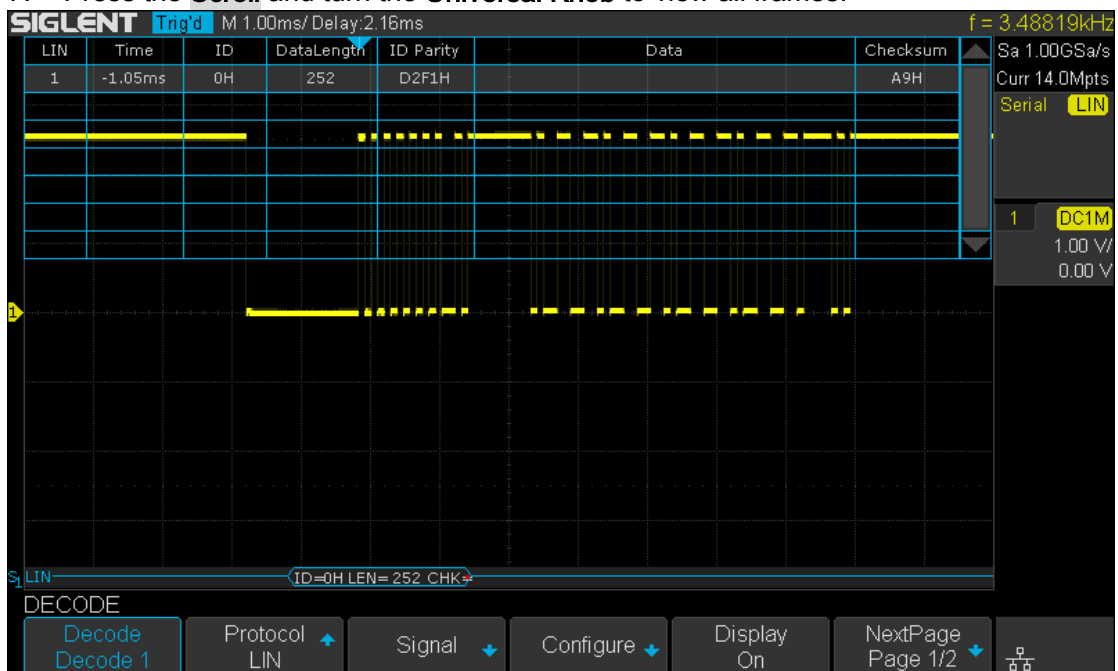 SIGLENT Trig'd M 1.00ms/ Delay:2.16ms f = 3.48819kHz
LIN Time ID DataLength ID Parity Data Checksum
1 -1.05ms 0H 252 D2F1H A9H
Sa 1.00GSa/s
Curr 14.0Mpts
Serial LIN
1 DC1M
1.00 V/
0.00 V
1
S1 LIN ID=0H LEN= 252 CHK=
DECODE
Decode Decode 1
Protocol LIN
Signal
Configure
Display On
NextPage Page 1/2